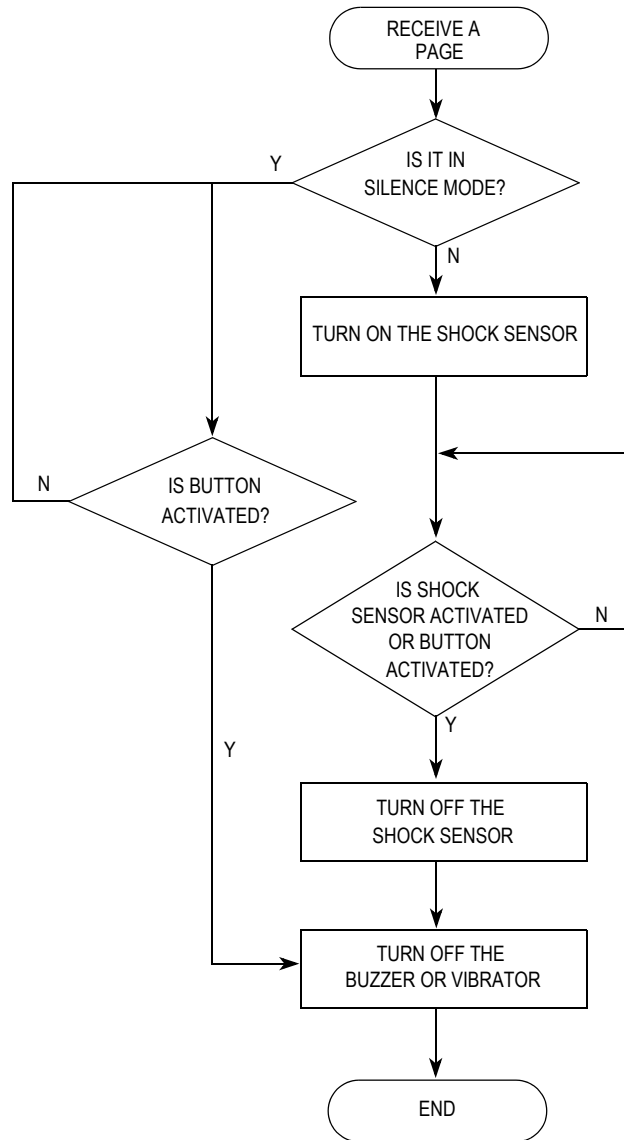 RECEIVE A
PAGE
Y
IS IT IN
SILENCE MODE?
N
TURN ON THE SHOCK SENSOR
N
IS BUTTON
ACTIVATED?
IS SHOCK
SENSOR ACTIVATED
OR BUTTON
ACTIVATED?
N
Y
Y
TURN OFF THE
SHOCK SENSOR
TURN OFF THE
BUZZER OR VIBRATOR
END